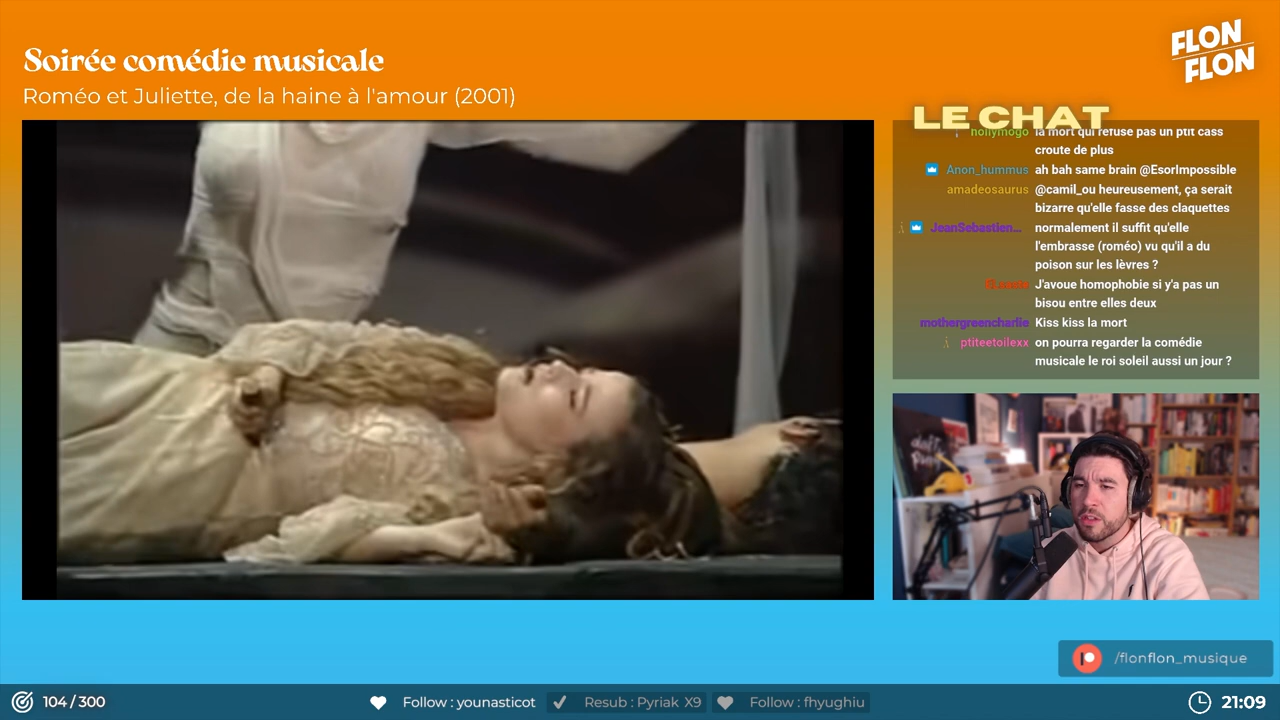 Soirée comédie musicale
Roméo et Juliette, de la haine à l'amour (2001)
FLON
FLON
LE CHAT
hollymogo la mort qui refuse pas un ptit cass
croute de plus
Anon_hummus ah bah same brain @EsorImpossible
amadeosaurus @camil_ou heureusement, ça serait
bizarre qu'elle fasse des claquettes
JeanSebastien... normalement il suffit qu'elle
l'embrasse (roméo) vu qu'il a du
poison sur les lèvres ?
J'avoue homophobie si y'a pas un
bisou entre elles deux
mothergreencharlie Kiss kiss la mort
ptiteetoilexx on pourra regarder la comédie
musicale le roi soleil aussi un jour ?
/flonflon_musique
104 / 300
Follow : younasticot
Resub : Pyriak X9
Follow : fhyughiu
21:09